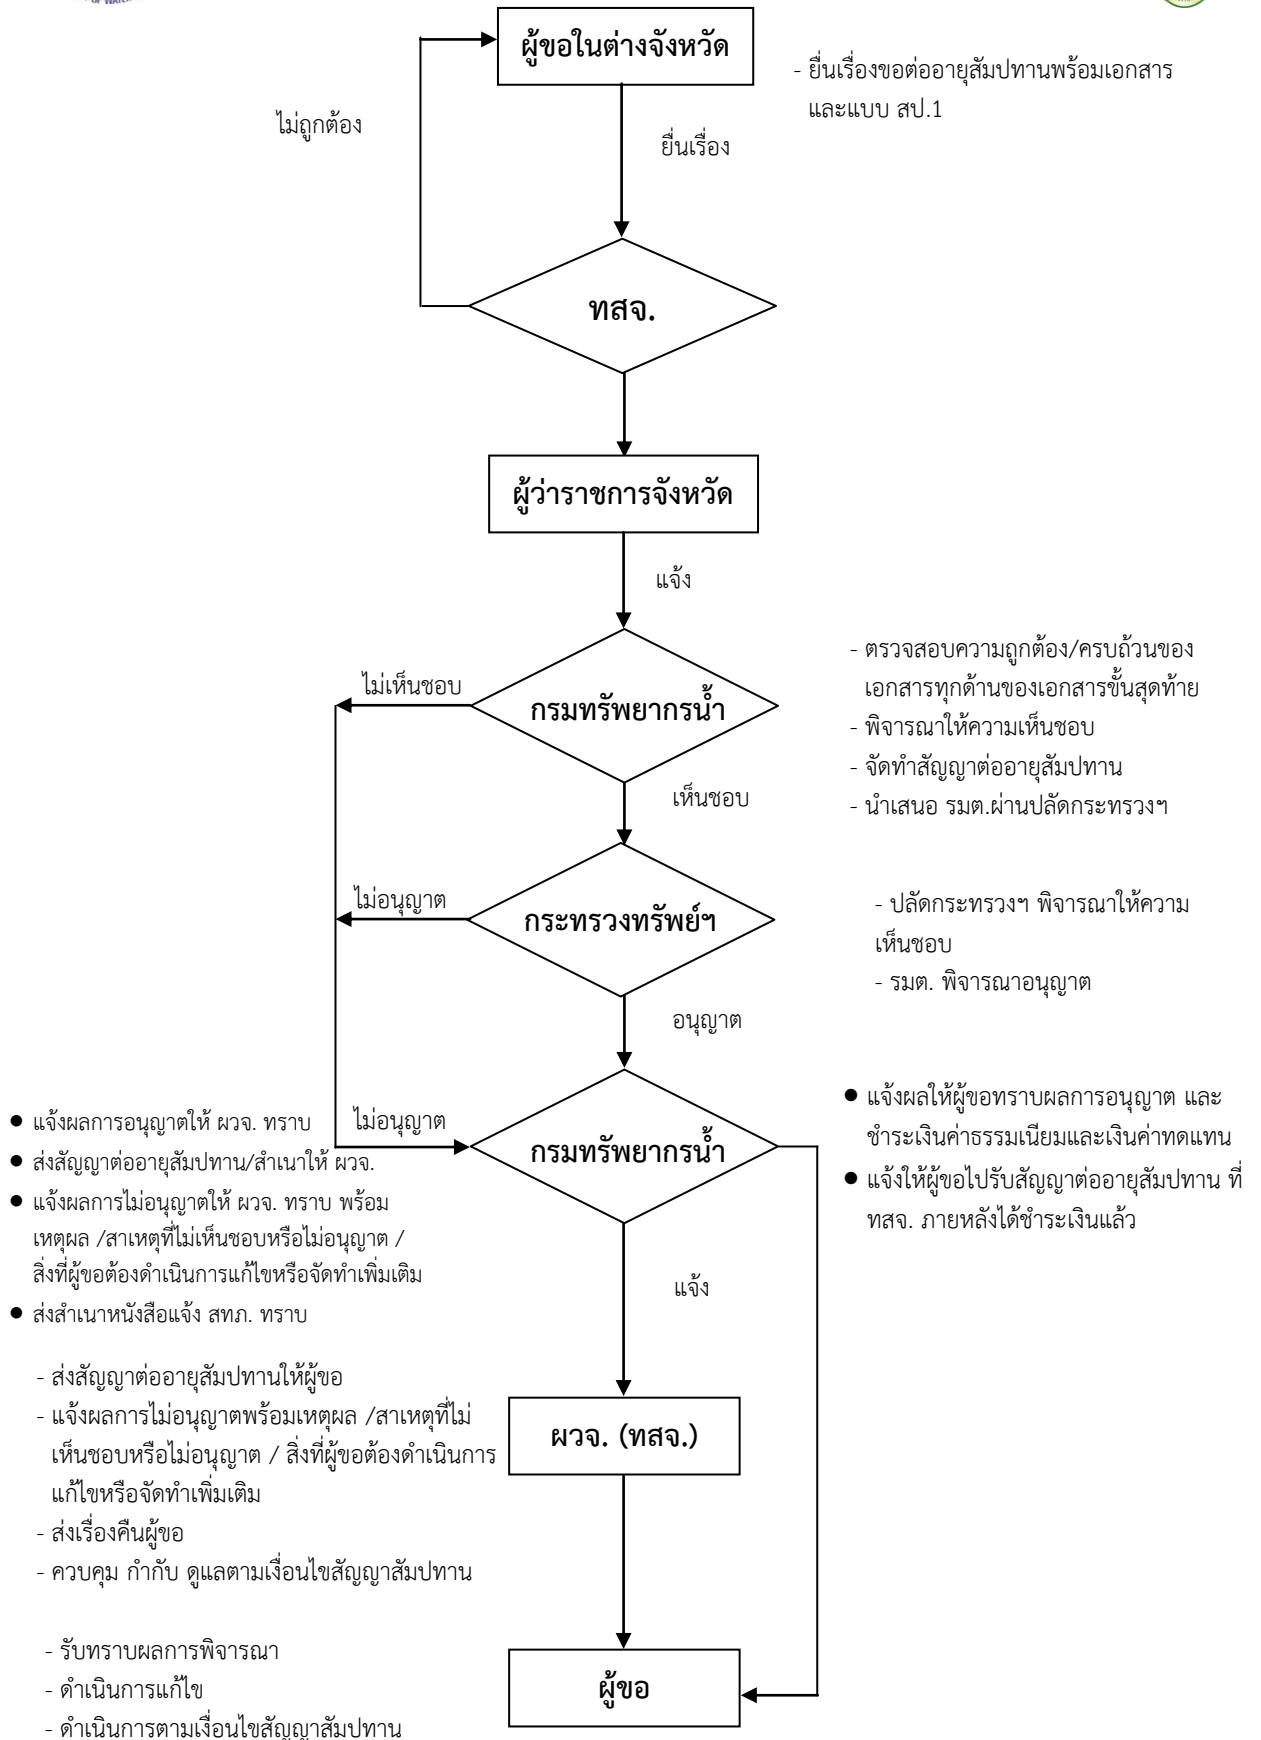 ผู้ขอในต่างจังหวัด
- ยื่นเรื่องขอต่ออายุสัมปทานพร้อมเอกสาร
และแบบ สป.1
ไม่ถูกต้อง
ยื่นเรื่อง
ทสจ.
ผู้ว่าราชการจังหวัด
แจ้ง
- ตรวจสอบความถูกต้อง/ครบถ้วนของ
เอกสารทุกด้านของเอกสารขั้นสุดท้าย
- พิจารณาให้ความเห็นชอบ
- จัดทำสัญญาต่ออายุสัมปทาน
- นำเสนอ รมต.ผ่านปลัดกระทรวงฯ
ไม่เห็นชอบ
กรมทรัพยากรน้ำ
เห็นชอบ
ไม่อนุญาต
กระทรวงทรัพย์ฯ
- ปลัดกระทรวงฯ พิจารณาให้ความ
เห็นชอบ
- รมต. พิจารณาอนุญาต
อนุญาต
● แจ้งผลการอนุญาตให้ ผวจ. ทราบ
● ส่งสัญญาต่ออายุสัมปทาน/สำเนาให้ ผวจ.
● แจ้งผลการไม่อนุญาตให้ ผวจ. ทราบ พร้อม
เหตุผล /สาเหตุที่ไม่เห็นชอบหรือไม่อนุญาต /
สิ่งที่ผู้ขอต้องดำเนินการแก้ไขหรือจัดทำเพิ่มเติม
● ส่งสำเนาหนังสือแจ้ง สทภ. ทราบ
ไม่อนุญาต
กรมทรัพยากรน้ำ
● แจ้งผลให้ผู้ขอทราบผลการอนุญาต และ
ชำระเงินค่าธรรมเนียมและเงินค่าทดแทน
● แจ้งให้ผู้ขอไปรับสัญญาต่ออายุสัมปทาน ที่
ทสจ. ภายหลังได้ชำระเงินแล้ว
แจ้ง
- ส่งสัญญาต่ออายุสัมปทานให้ผู้ขอ
- แจ้งผลการไม่อนุญาตพร้อมเหตุผล /สาเหตุที่ไม่
เห็นชอบหรือไม่อนุญาต / สิ่งที่ผู้ขอต้องดำเนินการ
แก้ไขหรือจัดทำเพิ่มเติม
- ส่งเรื่องคืนผู้ขอ
- ควบคุม กำกับ ดูแลตามเงื่อนไขสัญญาสัมปทาน
ผวจ. (ทสจ.)
- รับทราบผลการพิจารณา
- ดำเนินการแก้ไข
- ดำเนินการตามเงื่อนไขสัญญาสัมปทาน
ผู้ขอ